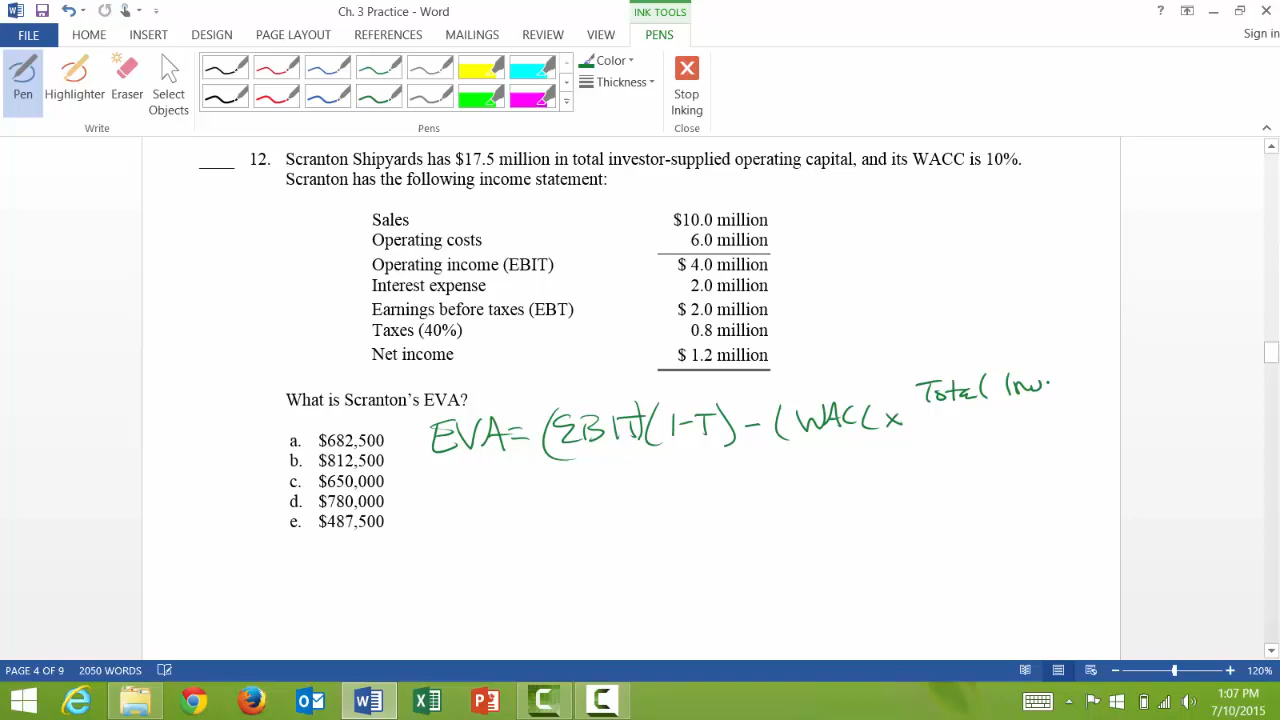 Ch. 3 Practice - Word
INK TOOLS
?
FILE
HOME
INSERT
DESIGN
PAGE LAYOUT
REFERENCES
MAILINGS
REVIEW
VIEW
PENS
Sign in
Pen
Highlighter
Eraser
Select Objects
Color
Thickness
Stop Inking
Write
Pens
Close
____ 12. Scranton Shipyards has $17.5 million in total investor-supplied operating capital, and its WACC is 10%.
Scranton has the following income statement:
Sales $10.0 million
Operating costs 6.0 million
Operating income (EBIT) $ 4.0 million
Interest expense 2.0 million
Earnings before taxes (EBT) $ 2.0 million
Taxes (40%) 0.8 million
Net income $ 1.2 million
Total Inv.
What is Scranton's EVA?
EVA= (EBIT)(1-T) - (WACC x
a. $682,500
b. $812,500
c. $650,000
d. $780,000
e. $487,500
PAGE 4 OF 9 2050 WORDS
120%
1:07 PM
7/10/2015